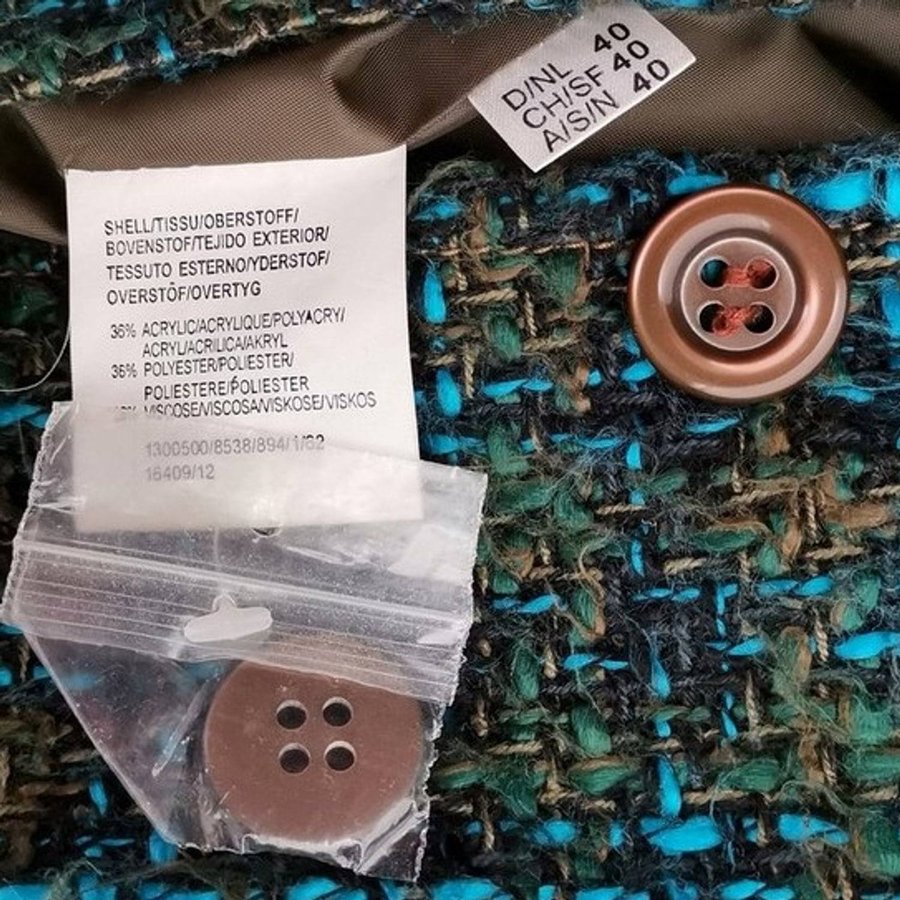 D/NL 40
CH/SF 40
A/S/N 40
SHELL/TISSU/OBERSTOFF/
BOVENSTOF/TEJIDO EXTERIOR/
TESSUTO ESTERNO/YDERSTOF/
OVERSTÖF/OVERTYG
36% ACRYLIC/ACRYLIQUE/POLYACRY/
ACRYL/ACRILICA/AKRYL
36% POLYESTER/POLIESTER/
POLIESTERE/POLIESTER
VISCOSE/VISCOSA/VISKOSE/VISKOS
1300500/8538/894/1/62
16409/12